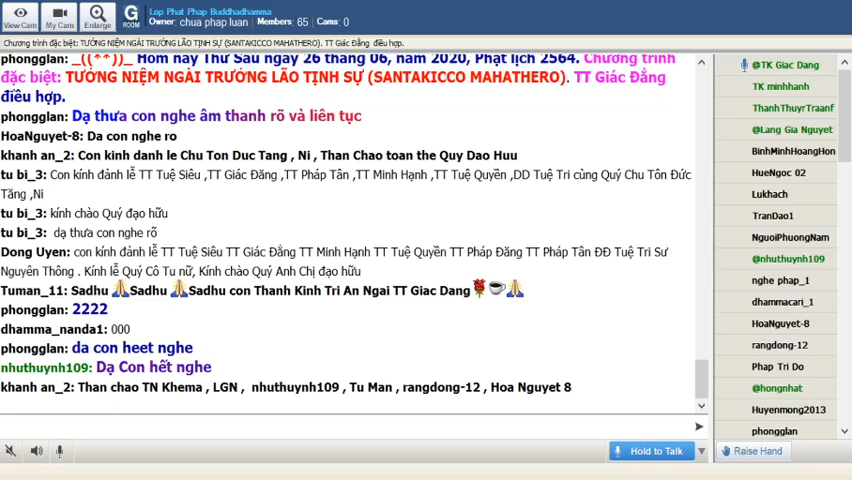 View Cam
My Cams
Enlarge
G ROOM
Lop Phat Phap Buddhadhamma
Owner: chua phap luan Members: 65 Cams: 0
Chương trình đặc biệt: TƯỞNG NIỆM NGÀI TRƯỞNG LÃO TỊNH SỰ (SANTAKICCO MAHATHERO). TT Giác Đẳng điều hợp.
phongglan: _((**))_ Hôm nay Thứ Sáu ngày 26 tháng 06, năm 2020, Phật lịch 2564. Chương trình
đặc biệt: TƯỞNG NIỆM NGÀI TRƯỞNG LÃO TỊNH SỰ (SANTAKICCO MAHATHERO). TT Giác Đẳng
điều hợp.
phongglan: Dạ thưa con nghe âm thanh rõ và liên tục
HoaNguyet-8: Da con nghe ro
khanh an_2: Con kinh danh le Chu Ton Duc Tang , Ni , Than Chao toan the Quy Dao Huu
tu bi_3: Con kính đảnh lễ TT Tuệ Siêu ,TT Giác Đăng ,TT Pháp Tân ,TT Minh Hạnh ,TT Tuệ Quyền ,DD Tuệ Tri cùng Quý Chu Tôn Đức
Tăng ,Ni
tu bi_3: kính chào Quý đạo hữu
tu bi_3: dạ thưa con nghe rõ
Dong Uyen: con kính đảnh lễ TT Tuệ Siêu TT Giác Đẳng TT Minh Hạnh TT Tuệ Quyền TT Pháp Đăng TT Pháp Tân ĐĐ Tuệ Tri Sư
Nguyên Thông . Kính lễ Quý Cô Tu nữ, Kính chào Quý Anh Chị đạo hữu
Tuman_11: Sadhu Sadhu Sadhu con Thanh Kinh Tri An Ngai TT Giac Dang
phongglan: 2222
dhamma_nanda1: 000
phongglan: da con heet nghe
nhuthuynh109: Dạ Con hết nghe
khanh an_2: Than chao TN Khema , LGN , nhuthuynh109 , Tu Man , rangdong-12 , Hoa Nguyet 8
@TK Giac Dang
TK minhhanh
ThanhThuyrTraanf
@Lang Gia Nguyet
BinhMinhHoangHon
HueNgoc 02
Lukhach
TranDao1
NguoiPhuongNam
@nhuthuynh109
nghe phap_1
dhammacari_1
HoaNguyet-8
rangdong-12
Phap Tri Do
@hongnhat
Huyenmong2013
phongglan
Hold to Talk
Raise Hand